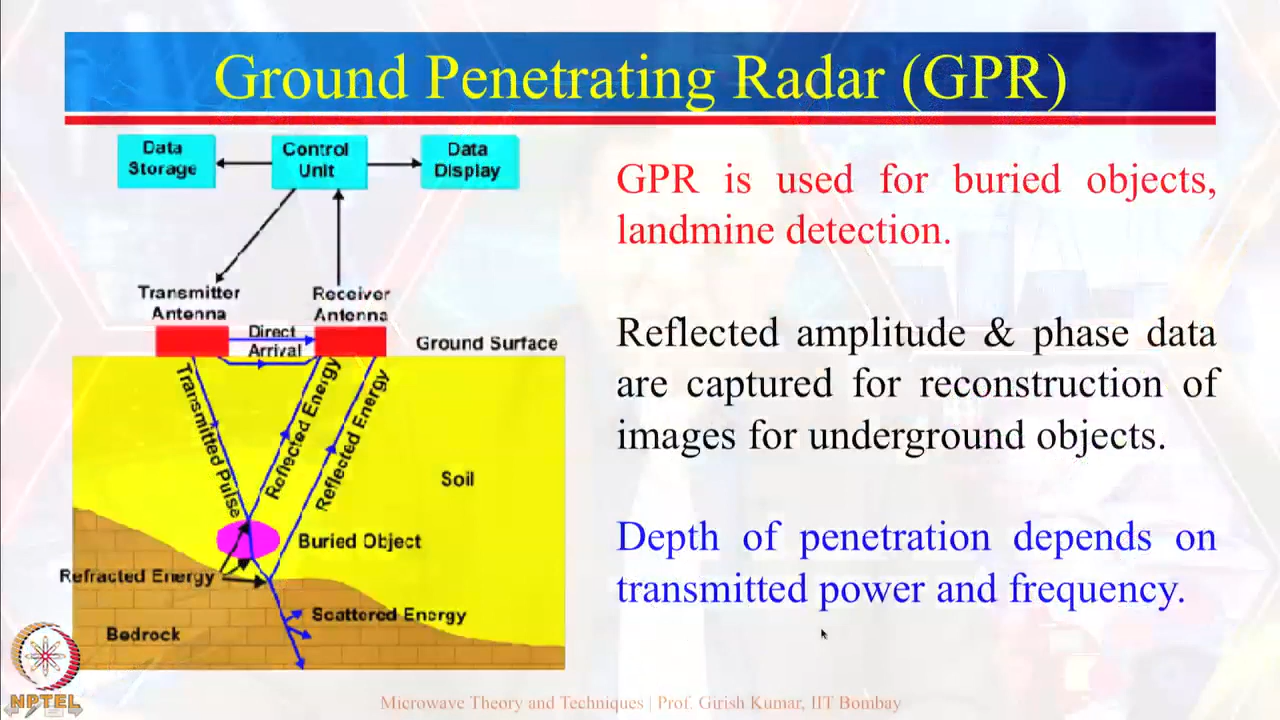 Ground Penetrating Radar (GPR)
Data
Storage
Control
Unit
Data
Display
Transmitter
Antenna
Receiver
Antenna
Direct
Arrival
Ground Surface
Transmitted Pulse
Reflected Energy
Reflected Energy
Soil
Buried Object
Refracted Energy
Scattered Energy
Bedrock
GPR is used for buried objects,
landmine detection.
Reflected amplitude & phase data
are captured for reconstruction of
images for underground objects.
Depth of penetration depends on
transmitted power and frequency.
NPTEL
Microwave Theory and Techniques | Prof. Girish Kumar, IIT Bombay